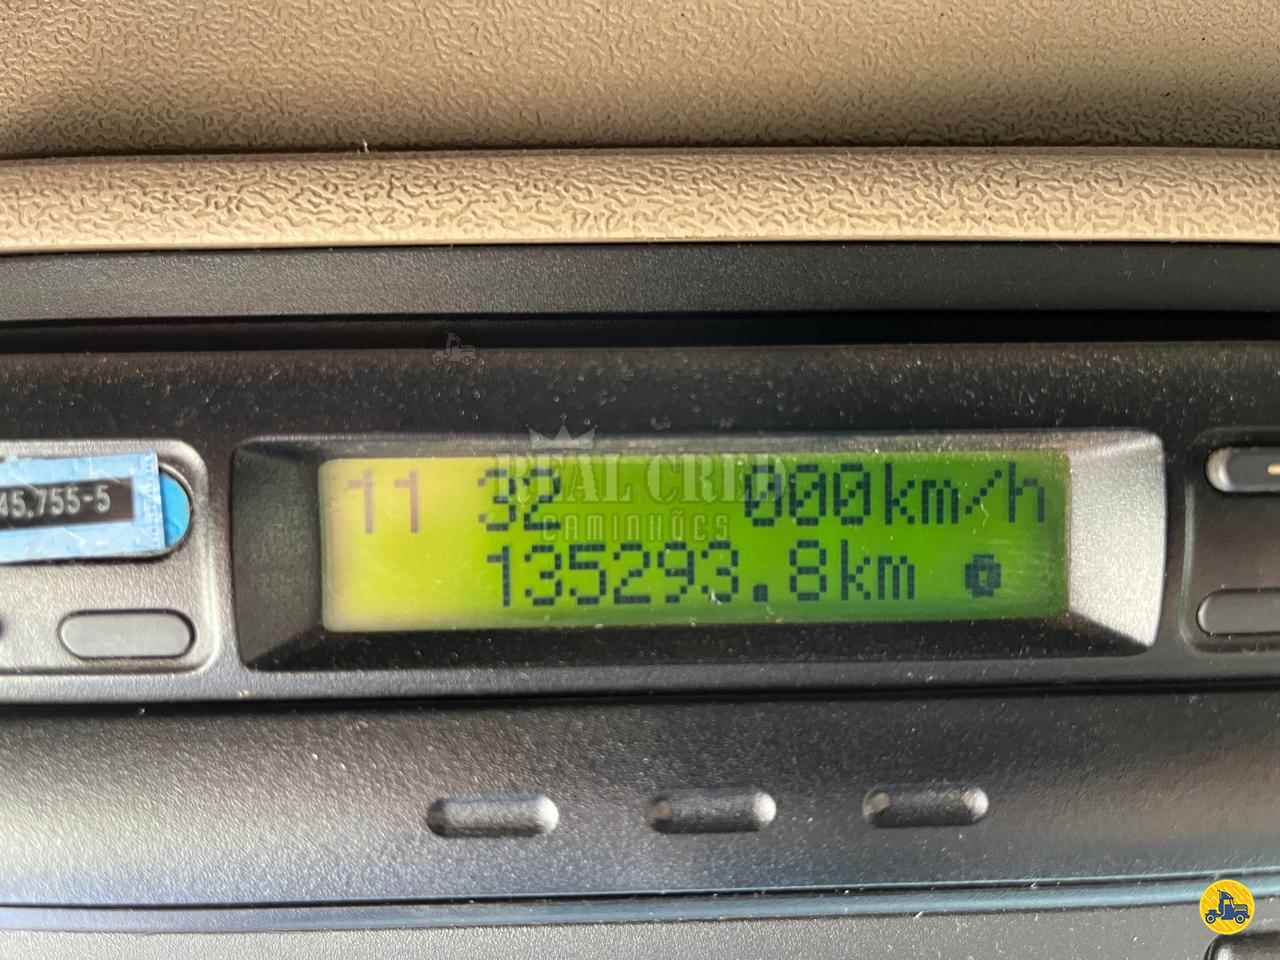 REAL CRED
CAMINHÕES
11 32 000km/h
135293.8km
45.755-5